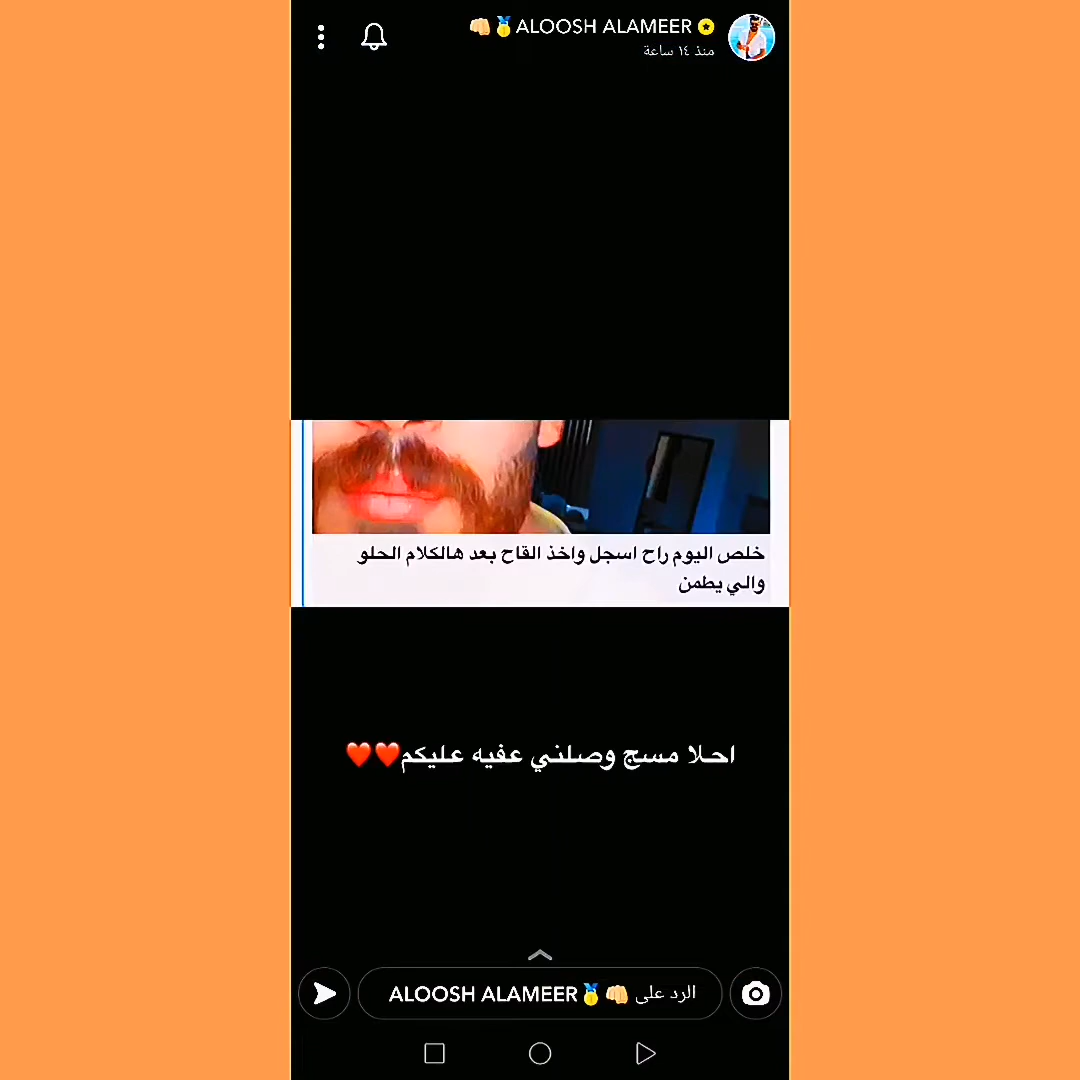 ALOOSH ALAMEER🥇👊🏼
منذ ١٤ ساعة
خلص اليوم راح اسجل واخذ القاح بعد هالكلام الحلو
والي يطمن
احلا مسج وصلني عفيه عليكم❤️❤️
الرد على 👊🏼🥇ALOOSH ALAMEER